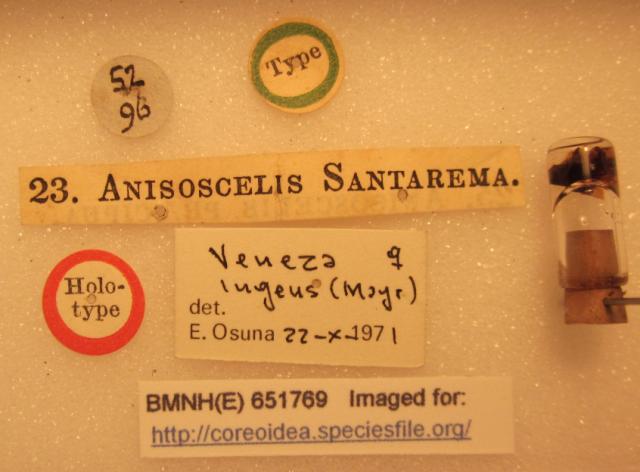 Type
52
96
23. ANISOSCELIS SANTAREMA.
Holo-
type
Veneza ♀
ingens (Mayr)
det.
E. Osuna 22-X-1971
BMNH(E) 651769 Imaged for:
http://coreoidea.speciesfile.org/